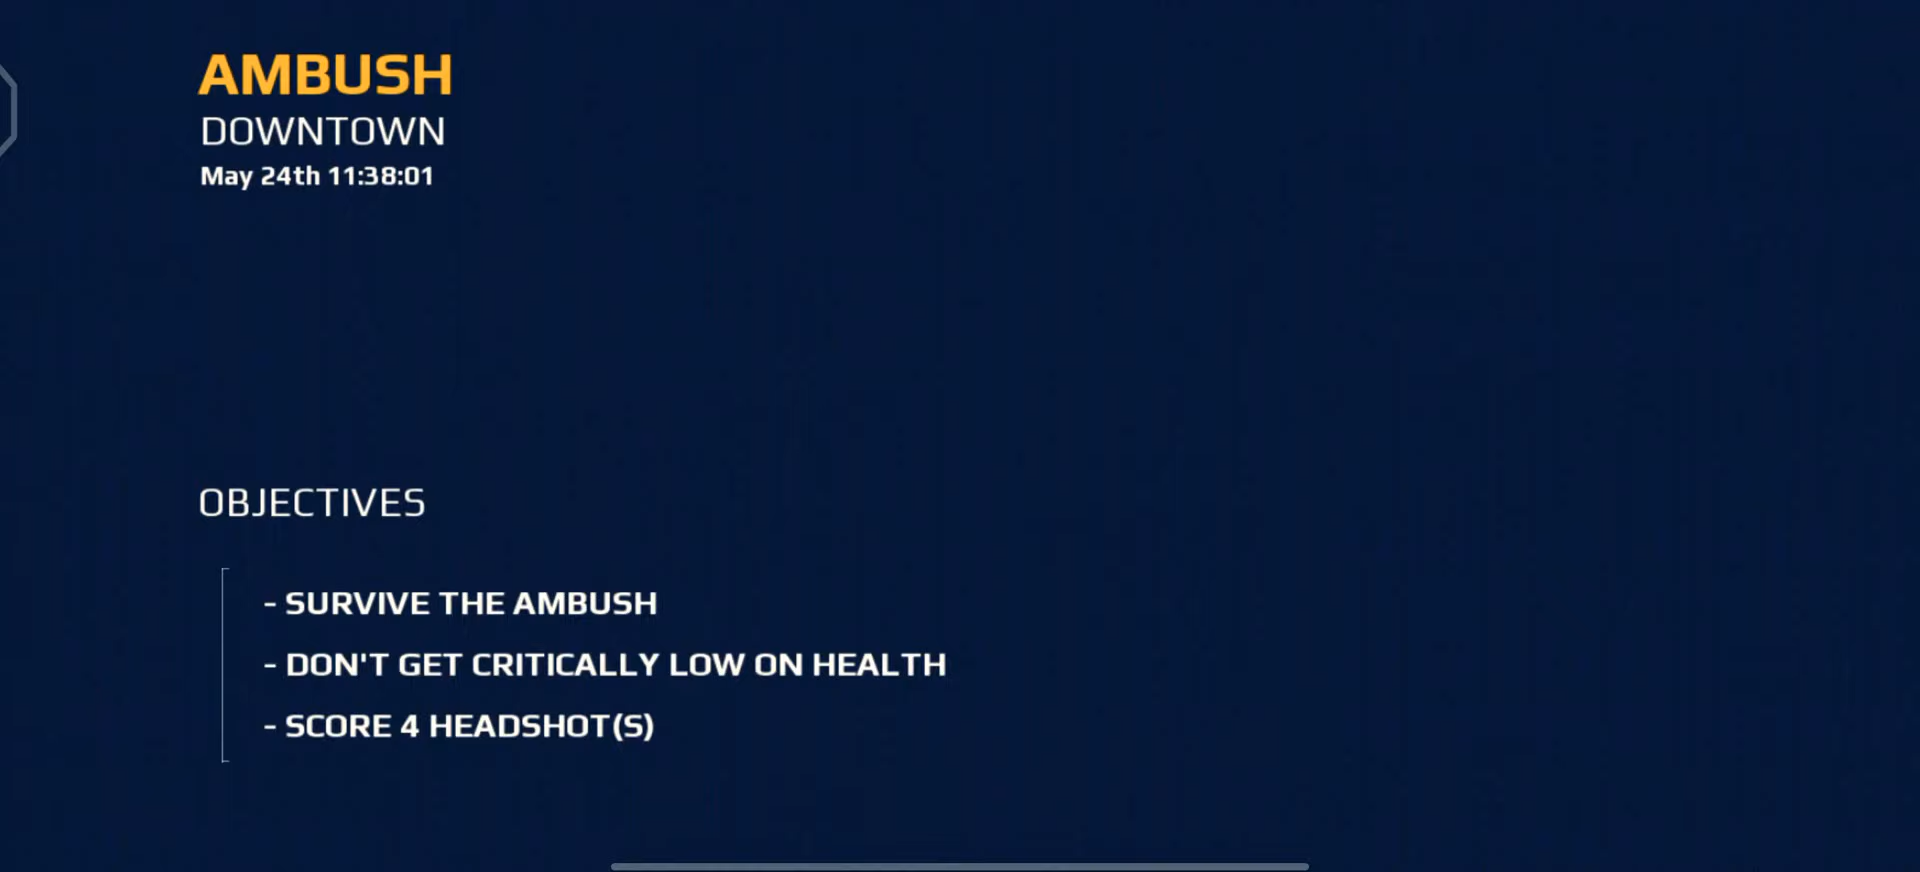 AMBUSH
DOWNTOWN
May 24th 11:38:01
OBJECTIVES
- SURVIVE THE AMBUSH
- DON'T GET CRITICALLY LOW ON HEALTH
- SCORE 4 HEADSHOT(S)